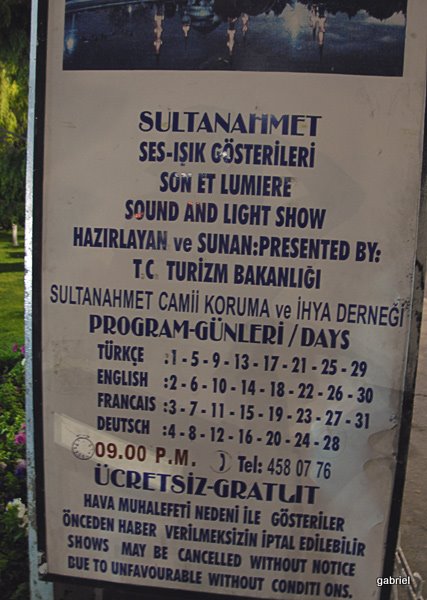 SULTANAHMET
SES-IŞIK GÖSTERİLERİ
SON ET LUMIERE
SOUND AND LIGHT SHOW
HAZIRLAYAN ve SUNAN:PRESENTED BY:
T.C. TURİZM BAKANLIĞI
SULTANAHMET CAMİİ KORUMA ve İHYA DERNEĞİ
PROGRAM-GÜNLERİ/DAYS
TÜRKÇE :1-5-9-13-17-21-25-29
ENGLISH :2-6-10-14-18-22-26-30
FRANCAIS :3-7-11-15-19-23-27-31
DEUTSCH :4-8-12-16-20-24-28
09.00 P.M. Tel: 458 07 76
ÜCRETSİZ-GRATUIT
HAVA MUHALEFETİ NEDENİ İLE GÖSTERİLER
ÖNCEDEN HABER VERİLMEKSİZİN İPTAL EDİLEBİLİR
SHOWS MAY BE CANCELLED WITHOUT NOTICE
DUE TO UNFAVOURABLE WITHOUT CONDITI ONS.
gabriel